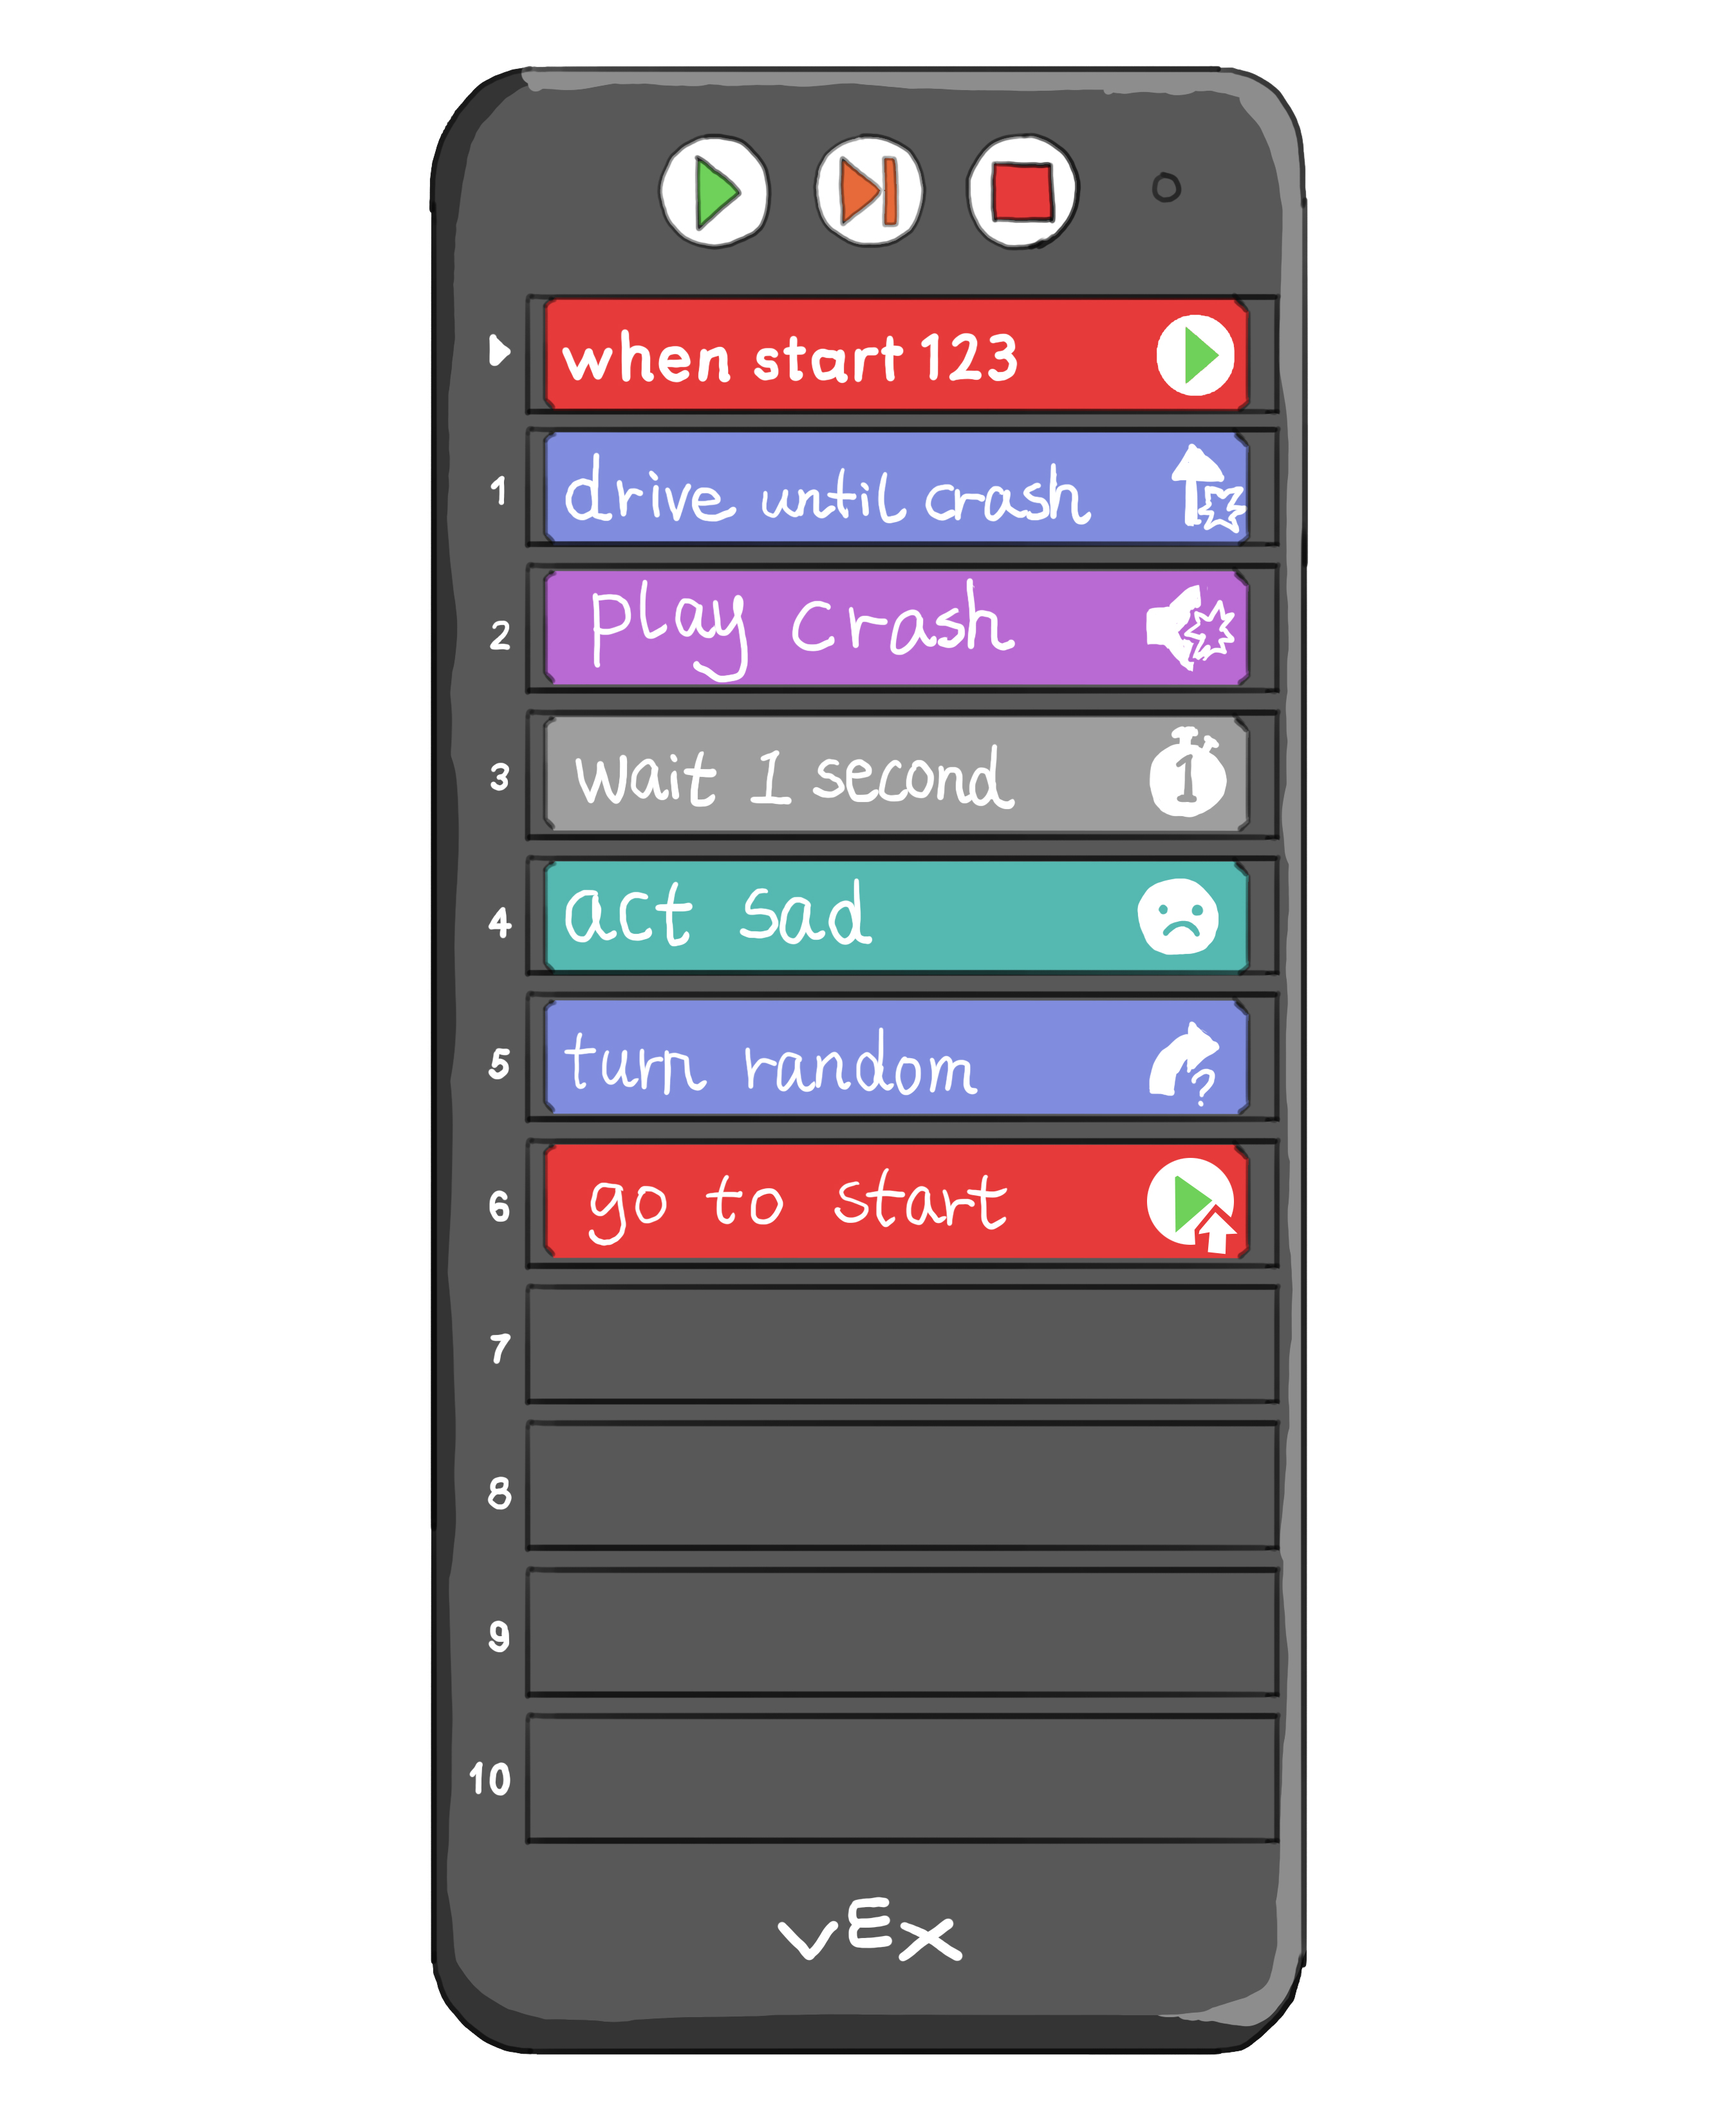 when start 123
1 drive until crash
2 play crash
3 wait 1 second
4 act sad
5 turn random
6 go to start
7
8
9
10
VEX